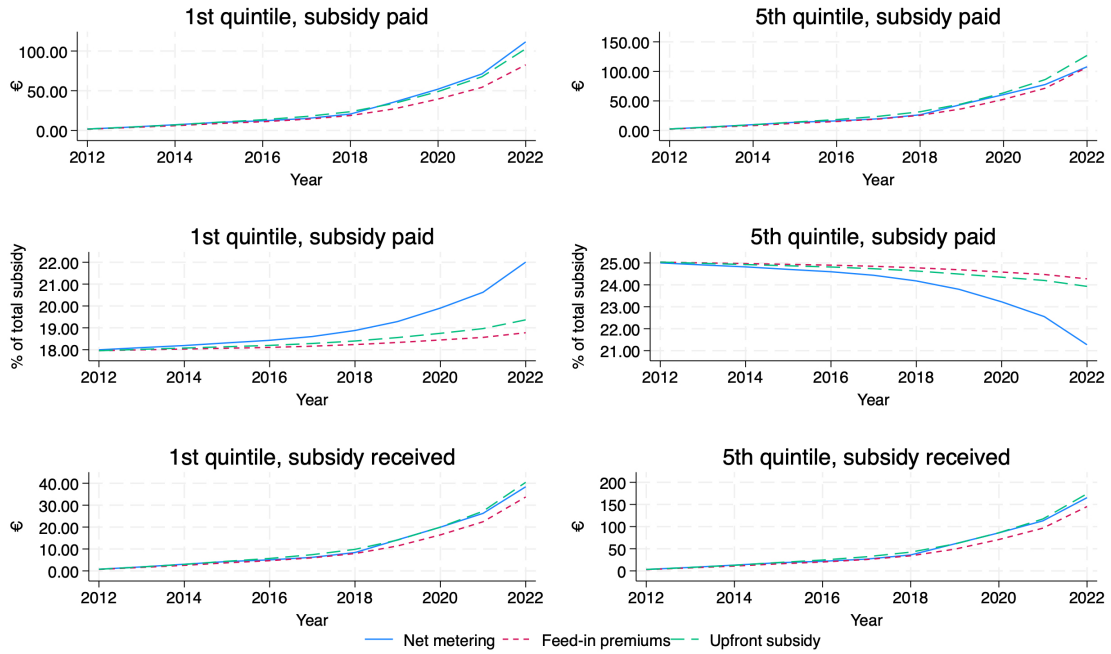 1st quintile, subsidy paid
100.00
50.00
0.00
€
2012 2014 2016 2018 2020 2022
Year
5th quintile, subsidy paid
150.00
100.00
50.00
0.00
€
2012 2014 2016 2018 2020 2022
Year
1st quintile, subsidy paid
22.00
21.00
20.00
19.00
18.00
% of total subsidy
2012 2014 2016 2018 2020 2022
Year
5th quintile, subsidy paid
25.00
24.00
23.00
22.00
21.00
% of total subsidy
2012 2014 2016 2018 2020 2022
Year
1st quintile, subsidy received
40.00
30.00
20.00
10.00
0.00
€
2012 2014 2016 2018 2020 2022
Year
5th quintile, subsidy received
200
150
100
50
0
€
2012 2014 2016 2018 2020 2022
Year
Net metering Feed-in premiums Upfront subsidy